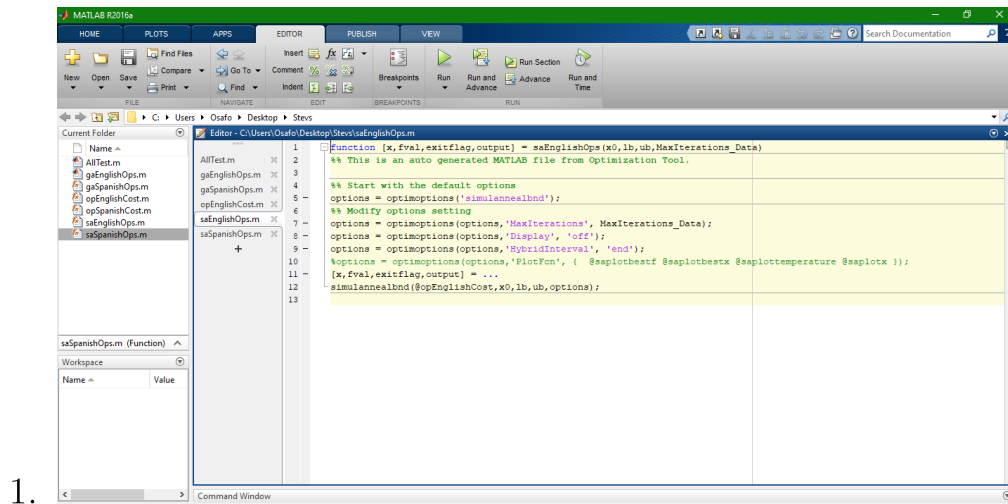 MATLAB R2016a
HOME PLOTS APPS EDITOR PUBLISH VIEW
Search Documentation
New Open Save
Find Files
Compare
Print
Go To
Find
Insert fx
Comment
Indent
Breakpoints
Run
Run and Advance
Run Section
Advance
Run and Time
FILE NAVIGATE EDIT BREAKPOINTS RUN
C: Users Osafo Desktop Stevs
Current Folder
Name
AllTest.m
gaEnglishOps.m
gaSpanishOps.m
opEnglishCost.m
opSpanishCost.m
saEnglishOps.m
saSpanishOps.m
saSpanishOps.m (Function)
Workspace
Name Value
Editor - C:\Users\Osafo\Desktop\Stevs\saEnglishOps.m
AllTest.m
gaEnglishOps.m
gaSpanishOps.m
opEnglishCost.m
saEnglishOps.m
saSpanishOps.m
+
1 function [x,fval,exitflag,output] = saEnglishOps(x0,lb,ub,MaxIterations_Data)
2 %% This is an auto generated MATLAB file from Optimization Tool.
3
4 %% Start with the default options
5 - options = optimoptions('simulannealbnd');
6 %% Modify options setting
7 - options = optimoptions(options,'MaxIterations', MaxIterations_Data);
8 - options = optimoptions(options,'Display', 'off');
9 - options = optimoptions(options,'HybridInterval', 'end');
10 %options = optimoptions(options,'PlotFcn', { @saplotbestf @saplotbestx @saplottemperature @saplotx });
11 - [x,fval,exitflag,output] = ...
12 simulannealbnd(@opEnglishCost,x0,lb,ub,options);
13
Command Window
1.